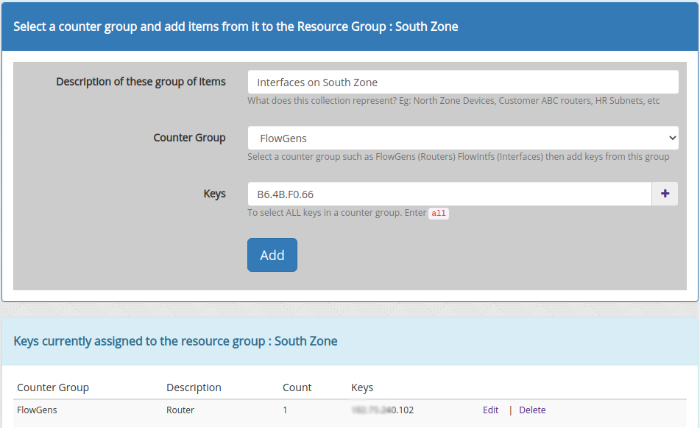 Select a counter group and add items from it to the Resource Group : South Zone
Description of these group of items
Interfaces on South Zone
What does this collection represent? Eg: North Zone Devices, Customer ABC routers, HR Subnets, etc
Counter Group
FlowGens
Select a counter group such as FlowGens (Routers) FlowIntfs (Interfaces) then add keys from this group
Keys
B6.4B.F0.66
+
To select ALL keys in a counter group. Enter all
Add
Keys currently assigned to the resource group : South Zone
Counter Group Description Count Keys
FlowGens Router 1 0.102 Edit | Delete